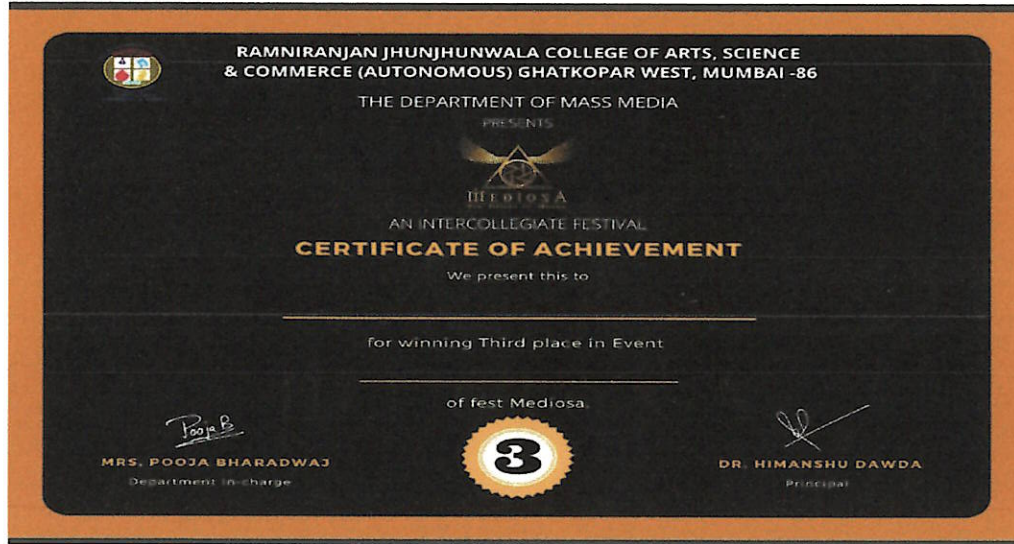 RAMNIRANJAN JHUNJHUNWALA COLLEGE OF ARTS, SCIENCE
& COMMERCE (AUTONOMOUS) GHATKOPAR WEST, MUMBAI -86
THE DEPARTMENT OF MASS MEDIA
PRESENTS
MEDIOSA
AN INTERCOLLEGIATE FESTIVAL
CERTIFICATE OF ACHIEVEMENT
We present this to
for winning Third place in Event
of fest Mediosa.
Pooja B
3
MRS. POOJA BHARADWAJ
Department In-charge
DR. HIMANSHU DAWDA
Principal